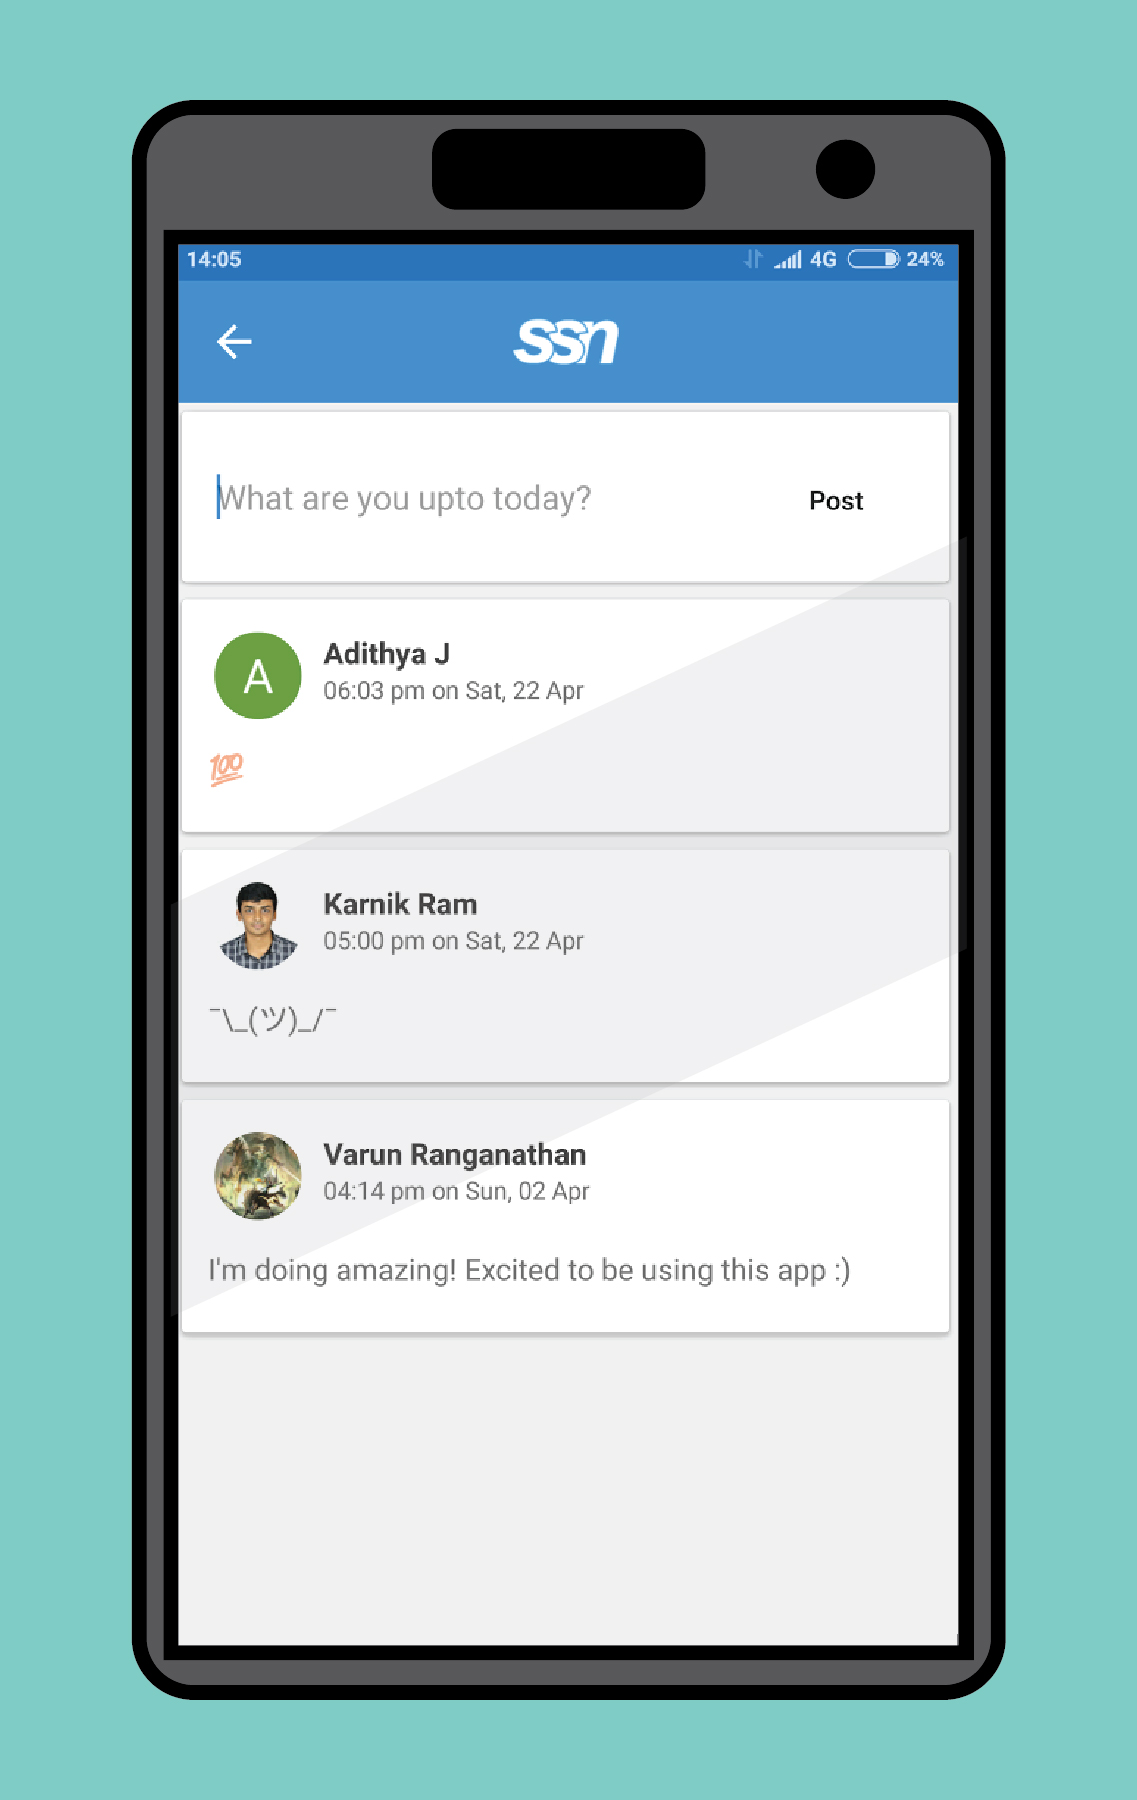 14:05 4G 24%
ssn
What are you upto today? Post
A
Adithya J
06:03 pm on Sat, 22 Apr
💯
Karnik Ram
05:00 pm on Sat, 22 Apr
¯\_(ツ)_/¯
Varun Ranganathan
04:14 pm on Sun, 02 Apr
I'm doing amazing! Excited to be using this app :)